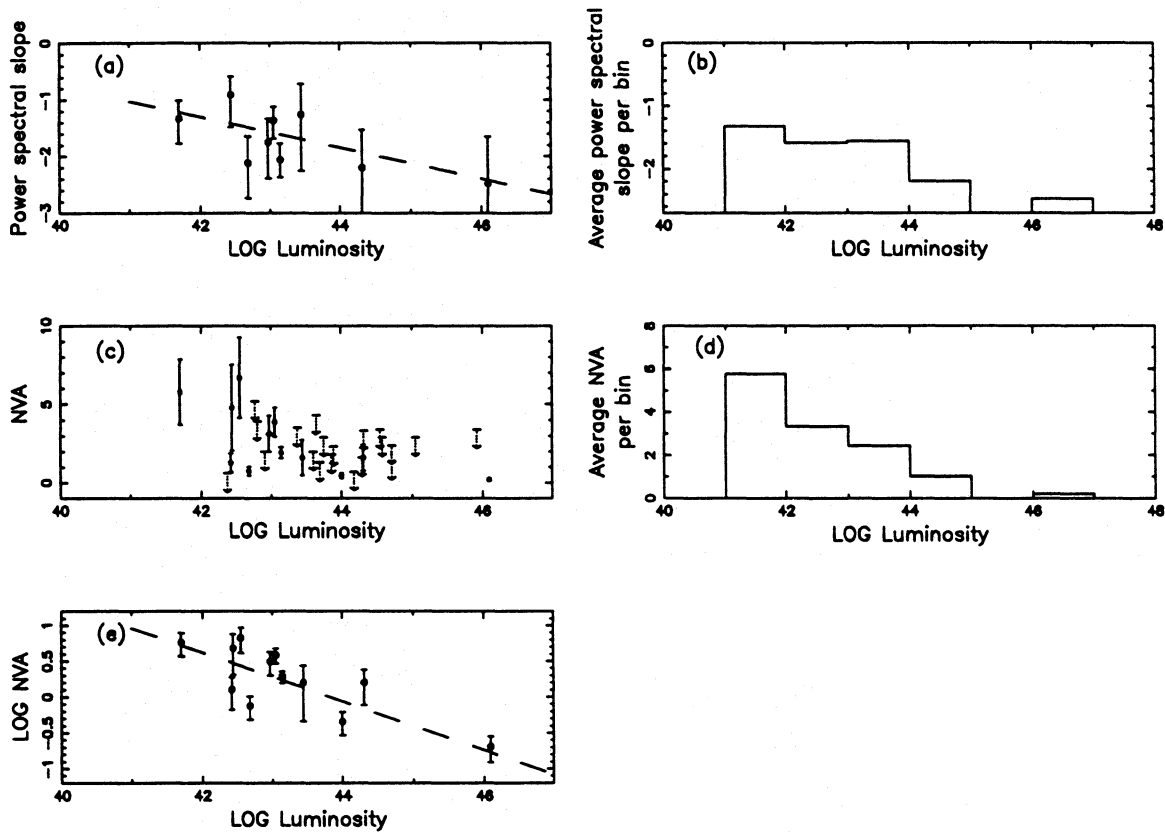 (a)
Power spectral slope
0
-1
-2
-3
40
42
44
46
LOG Luminosity
(b)
Average power spectral
slope per bin
0
-1
-2
40
42
44
46
48
LOG Luminosity
(c)
NVA
10
5
0
40
42
44
46
LOG Luminosity
(d)
Average NVA
per bin
8
6
4
2
0
40
42
44
46
48
LOG Luminosity
(e)
LOG NVA
1
0.5
0
-0.5
-1
40
42
44
46
LOG Luminosity